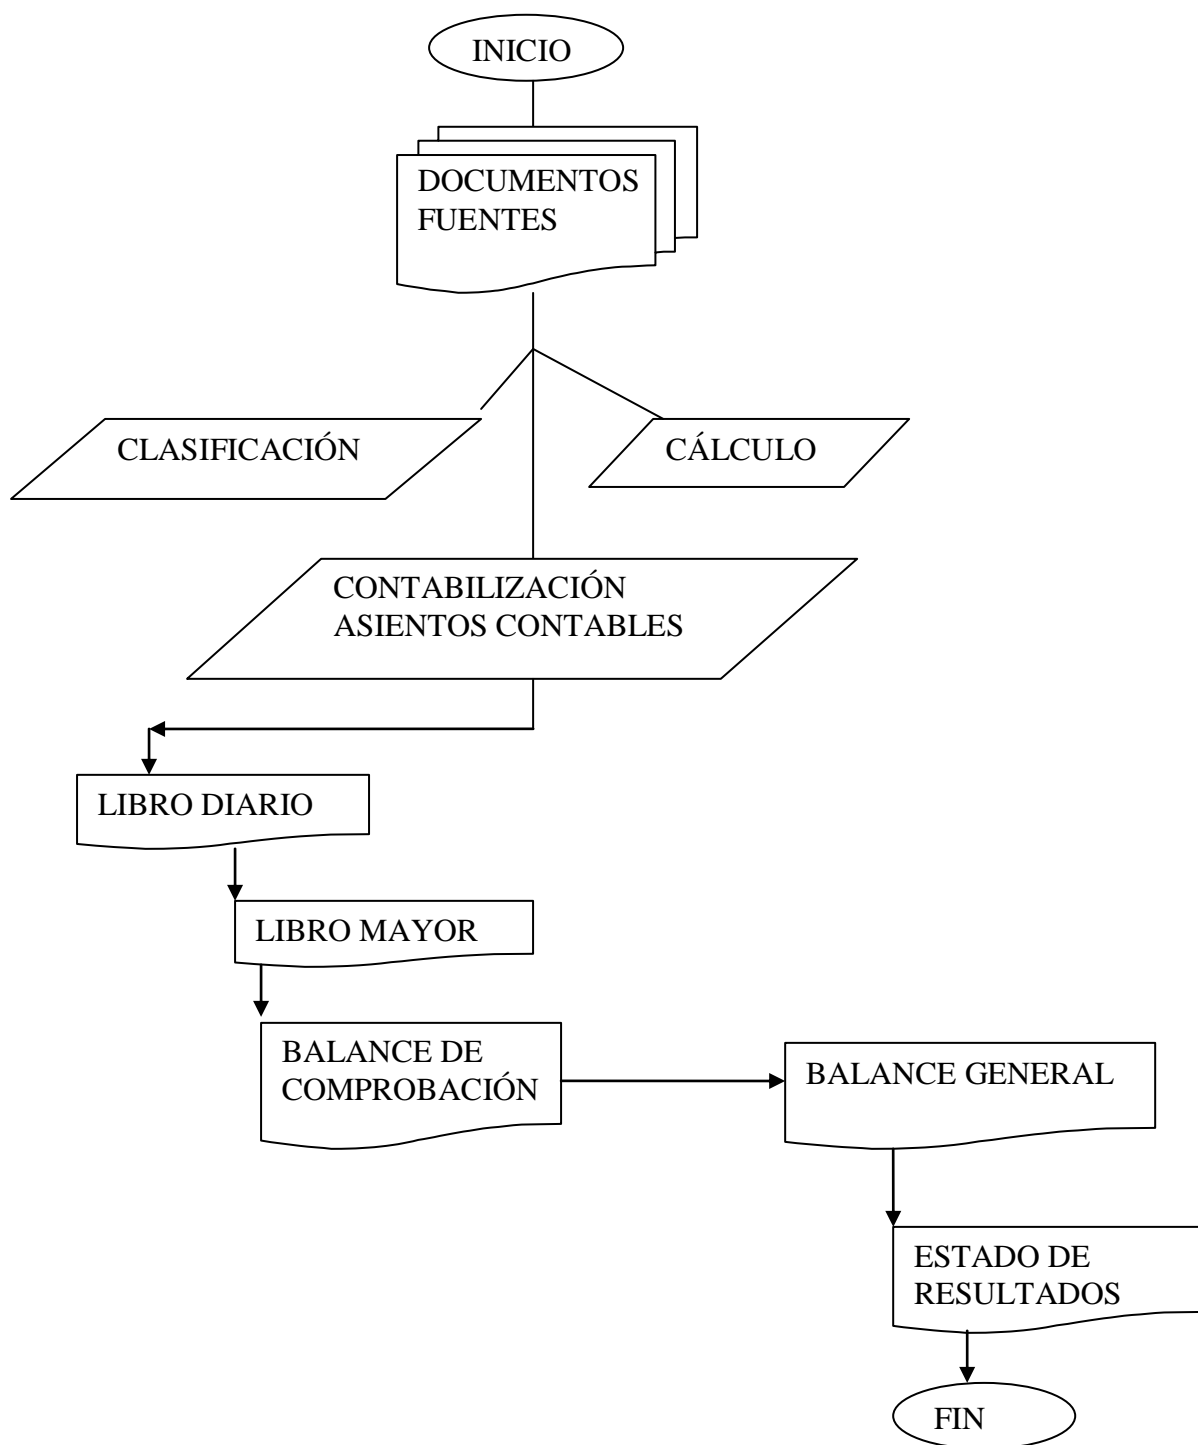 INICIO
DOCUMENTOS
FUENTES
CLASIFICACIÓN
CÁLCULO
CONTABILIZACIÓN
ASIENTOS CONTABLES
LIBRO DIARIO
LIBRO MAYOR
BALANCE DE
COMPROBACIÓN
BALANCE GENERAL
ESTADO DE
RESULTADOS
FIN